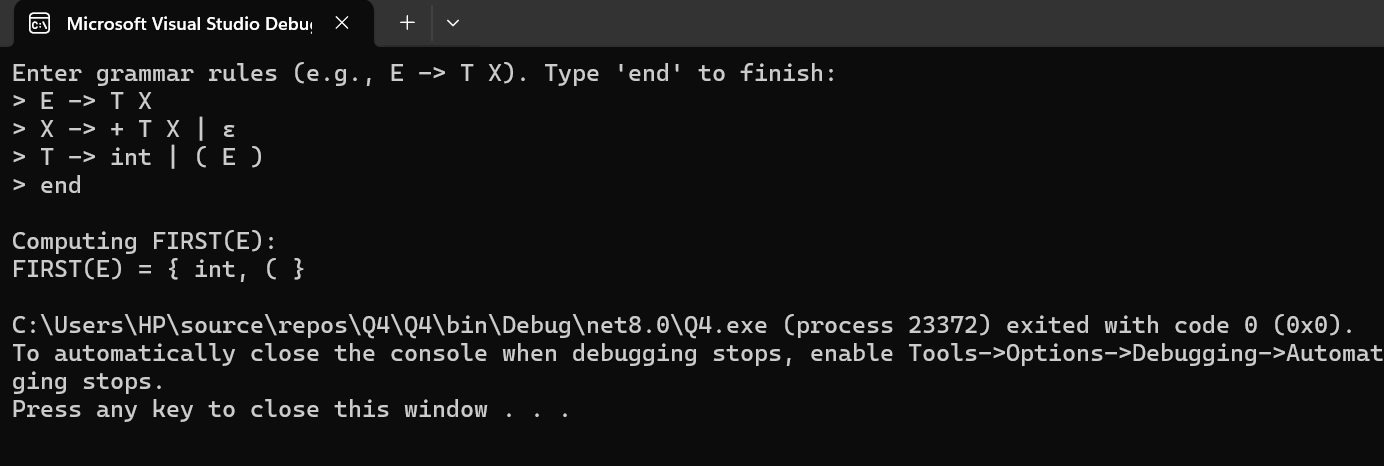 Microsoft Visual Studio Debug
Enter grammar rules (e.g., E -> T X). Type 'end' to finish:
> E -> T X
> X -> + T X | ε
> T -> int | ( E )
> end
Computing FIRST(E):
FIRST(E) = { int, ( }
C:\Users\HP\source\repos\Q4\Q4\bin\Debug\net8.0\Q4.exe (process 23372) exited with code 0 (0x0).
To automatically close the console when debugging stops, enable Tools->Options->Debugging->Automat
ging stops.
Press any key to close this window . . .